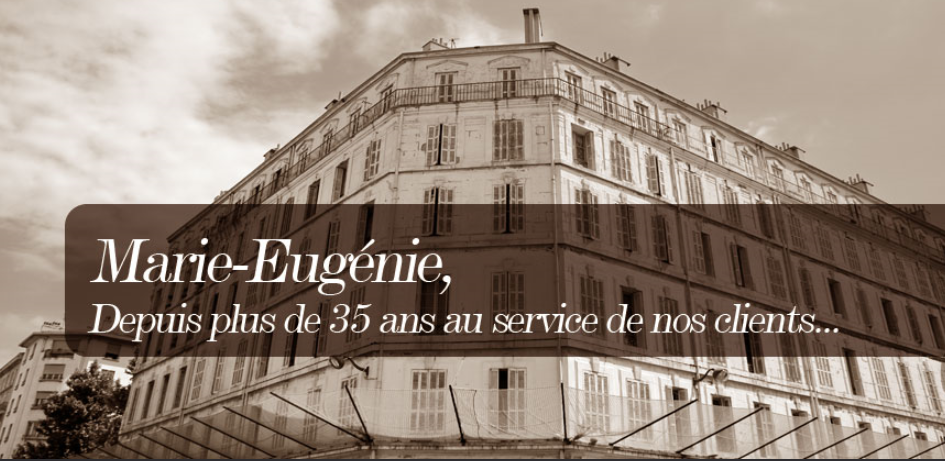 Marie-Eugénie,
Depuis plus de 35 ans au service de nos clients...